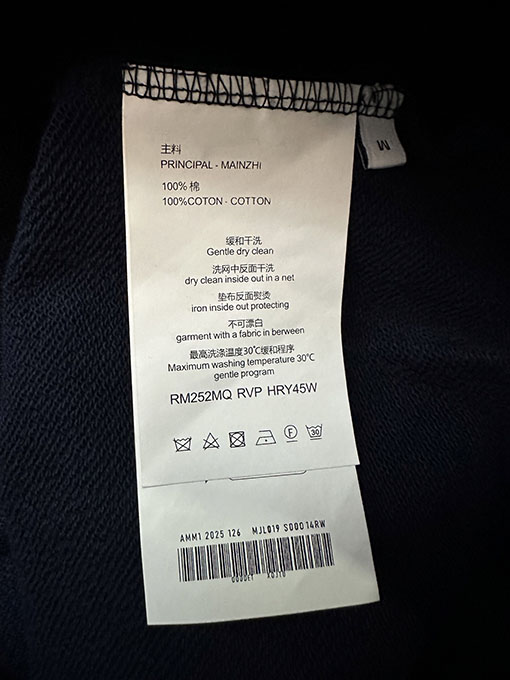 M
主料
PRINCIPAL - MAINZHI
100% 棉
100%COTON - COTTON
缓和干洗
Gentle dry clean
洗网中反面干洗
dry clean inside out in a net
垫布反面熨烫
iron inside out protecting
不可漂白
garment with a fabric in berween
最高洗涤温度30℃缓和程序
Maximum washing temperature 30℃
gentle program
RM252MQ RVP HRY45W
F
30
AMM1 2025 126 MJL019 S00014RW